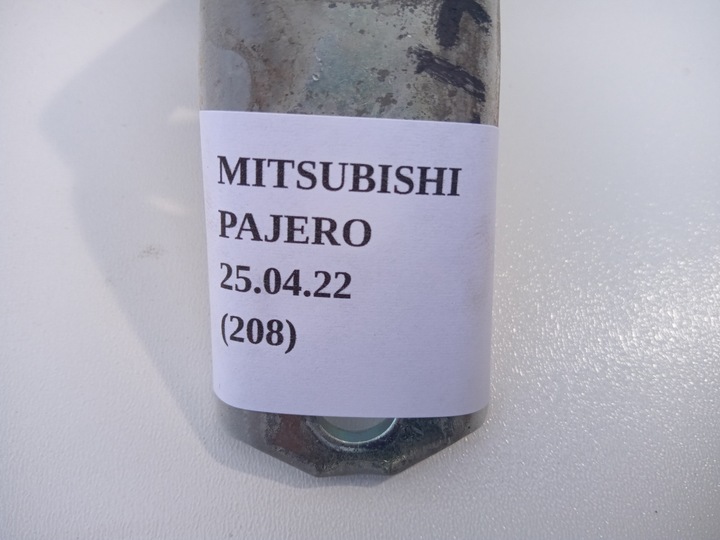 MITSUBISHI
PAJERO
25.04.22
(208)